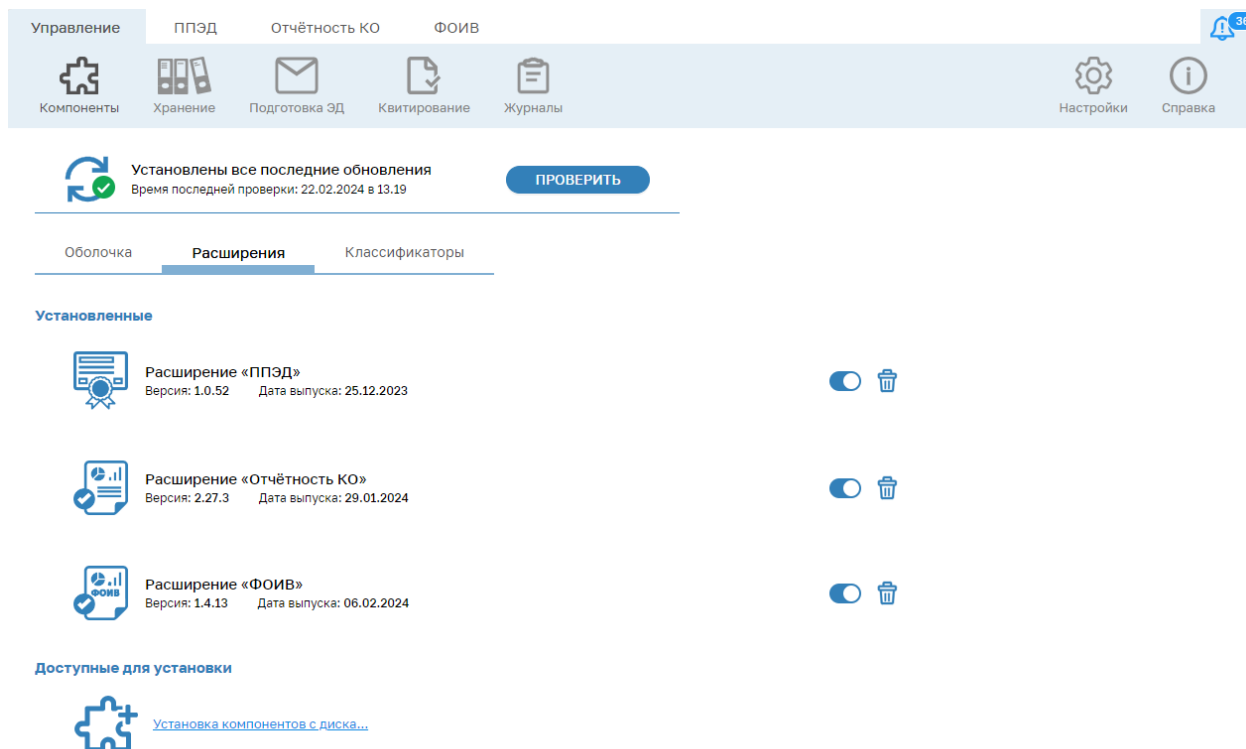 Управление ППЭД Отчётность КО ФОИВ
36
Компоненты Хранение Подготовка ЭД Квитирование Журналы Настройки Справка
Установлены все последние обновления
Время последней проверки: 22.02.2024 в 13.19
ПРОВЕРИТЬ
Оболочка Расширения Классификаторы
Установленные
Расширение «ППЭД»
Версия: 1.0.52 Дата выпуска: 25.12.2023
Расширение «Отчётность КО»
Версия: 2.27.3 Дата выпуска: 29.01.2024
ФОИВ
Расширение «ФОИВ»
Версия: 1.4.13 Дата выпуска: 06.02.2024
Доступные для установки
Установка компонентов с диска...